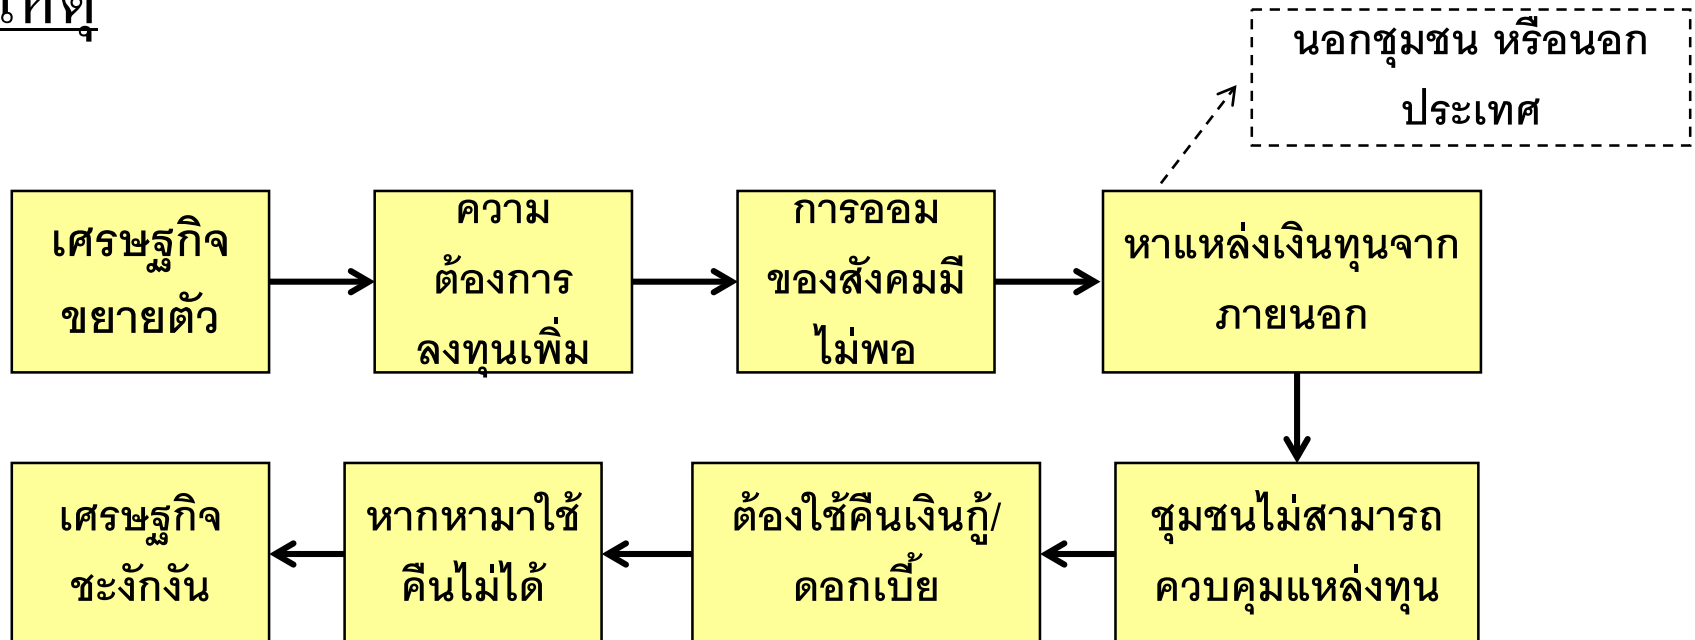 นอกชุมชน หรือนอก
ประเทศ
เศรษฐกิจ
ขยายตัว
ความ
ต้องการ
ลงทุนเพิ่ม
การออม
ของสังคมมี
ไม่พอ
หาแหล่งเงินทุนจาก
ภายนอก
ชุมชนไม่สามารถ
ควบคุมแหล่งทุน
ต้องใช้คืนเงินกู้/
ดอกเบี้ย
หากหามาใช้
คืนไม่ได้
เศรษฐกิจ
ชะงักงัน